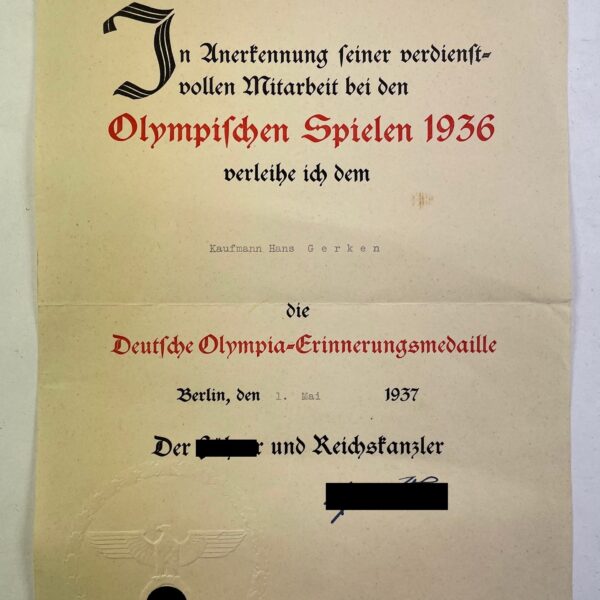 In Anerkennung seiner verdienst-
vollen Mitarbeit bei den
Olympischen Spielen 1936
verleihe ich dem
Kaufmann Hans Gerken
die
Deutsche Olympia-Erinnerungsmedaille
Berlin, den 1. Mai 1937
Der und Reichskanzler